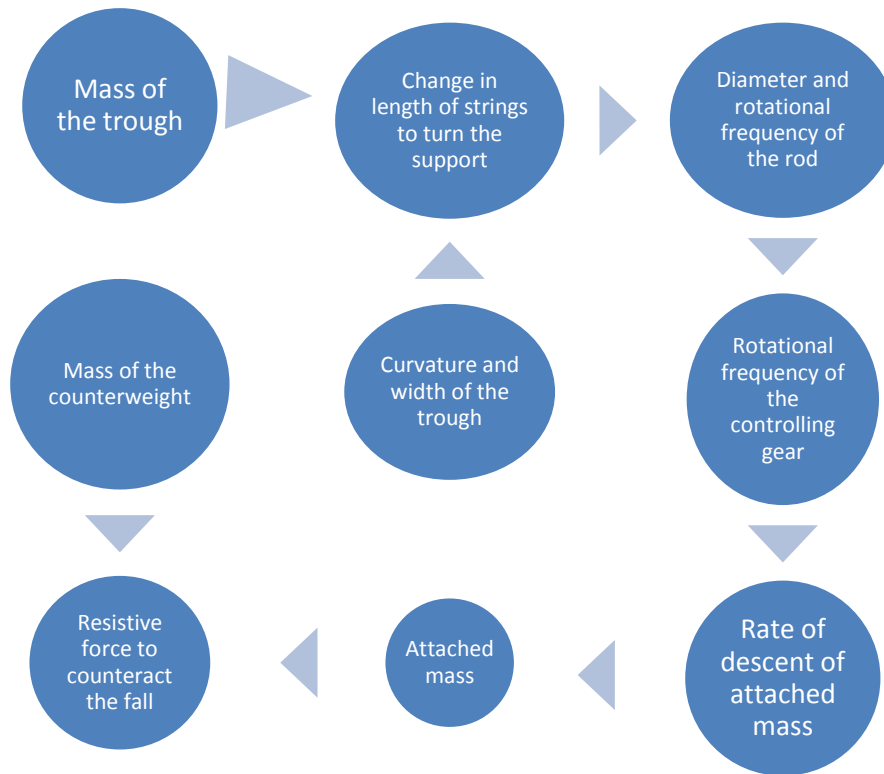 Mass of
the trough
Change in
length of strings
to turn the
support
Diameter and
rotational
frequency of
the rod
Mass of the
counterweight
Curvature and
width of the
trough
Rotational
frequency of
the
controlling
gear
Resistive
force to
counteract
the fall
Attached
mass
Rate of
descent of
attached
mass